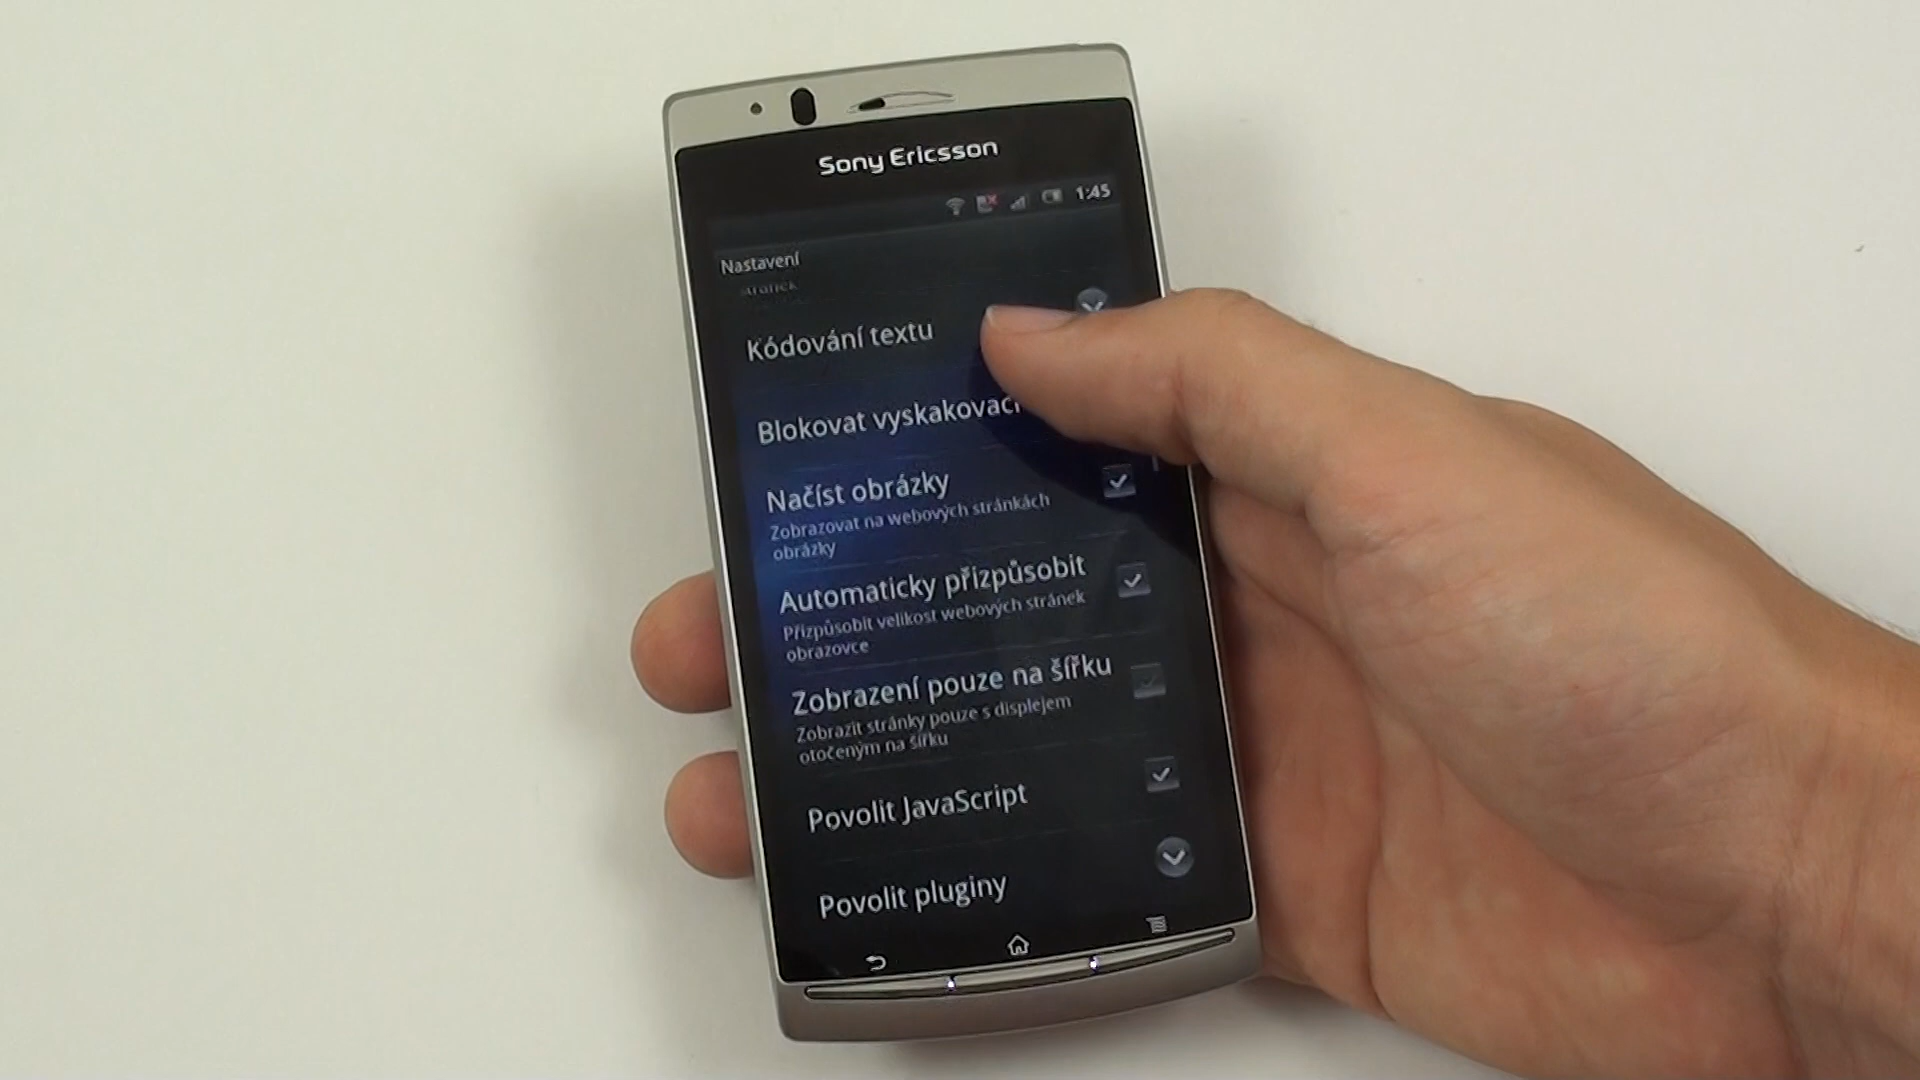 Sony Ericsson
1:45
Nastavení
stránek
Kódování textu
Blokovat vyskakovací
Načíst obrázky
Zobrazovat na webových stránkách
obrázky
Automaticky přizpůsobit
Přizpůsobit velikost webových stránek
obrazovce
Zobrazení pouze na šířku
Zobrazit stránky pouze s displejem
otočeným na šířku
Povolit JavaScript
Povolit pluginy